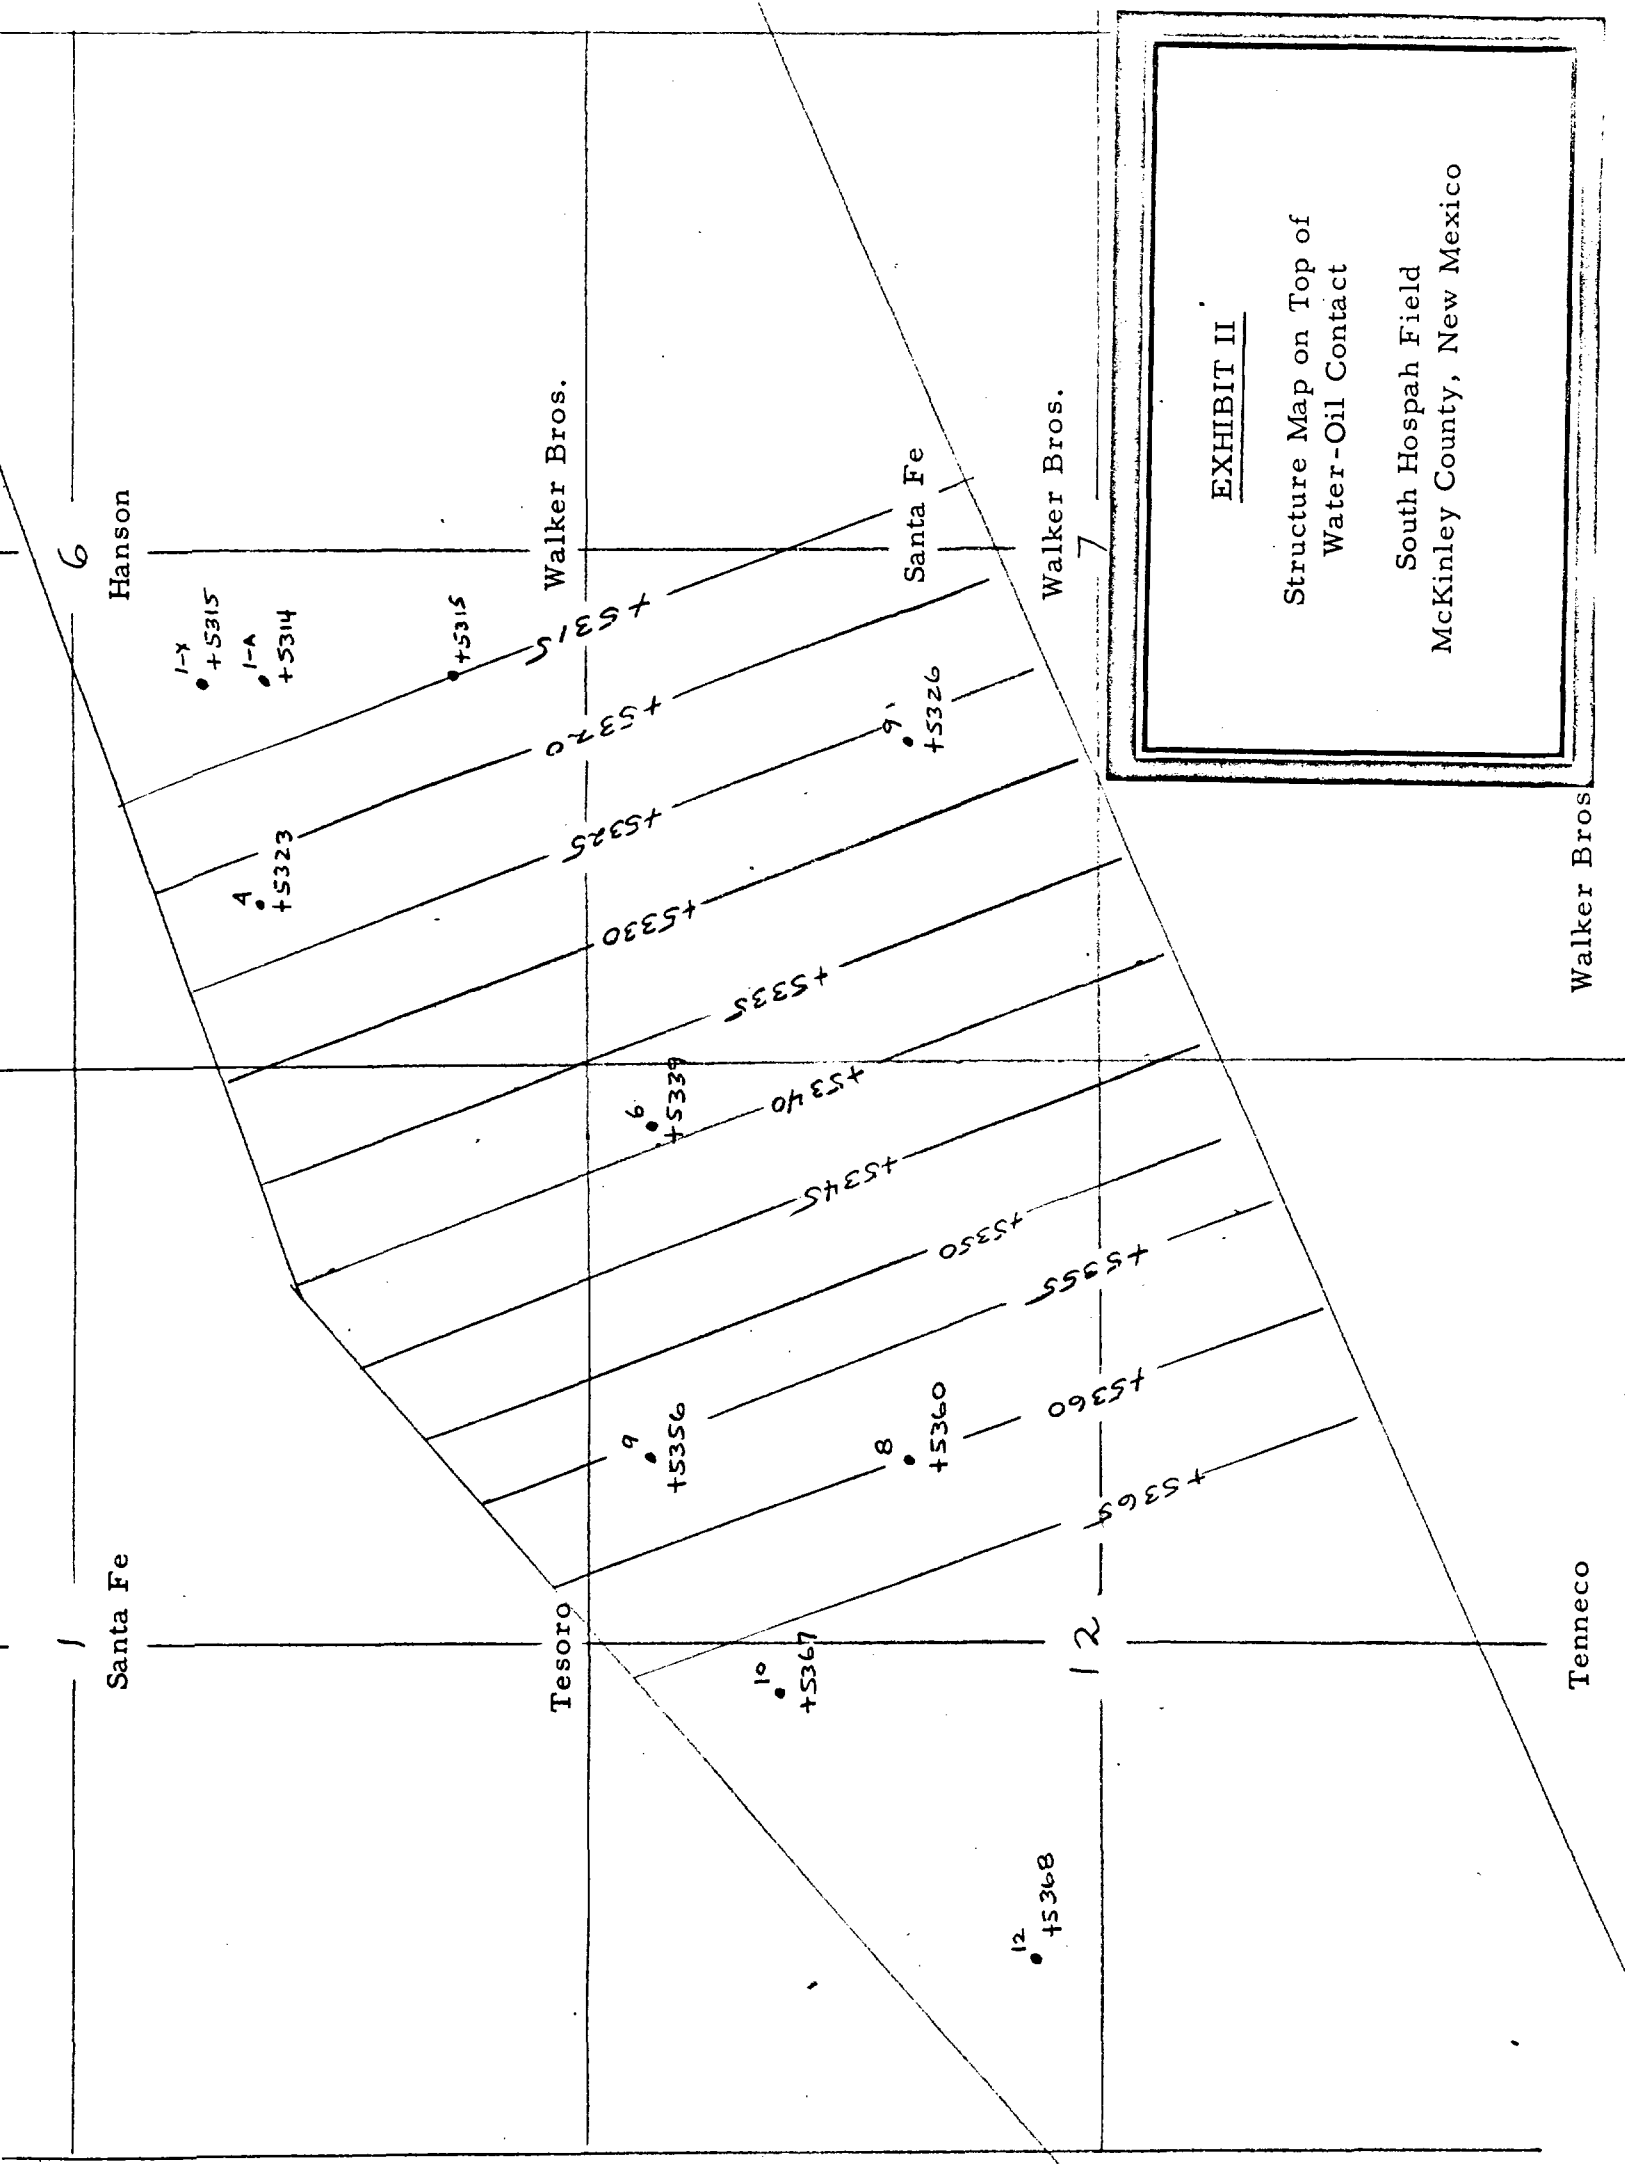 1
Santa Fe
6
Hanson
1-X
+5315
1-A
+5314
4
+5323
+5315
Tesoro
Walker Bros.
+5315
+5320
+5325
+5330
+5335
+5340
+5345
+5350
+5355
+5360
+5365
6
+5339
9
+5356
10
+5367
8
+5360
9
+5326
Santa Fe
12
+5368
12
Walker Bros.
7
Tenneco
Walker Bros
EXHIBIT II
Structure Map on Top of
Water-Oil Contact
South Hospah Field
McKinley County, New Mexico